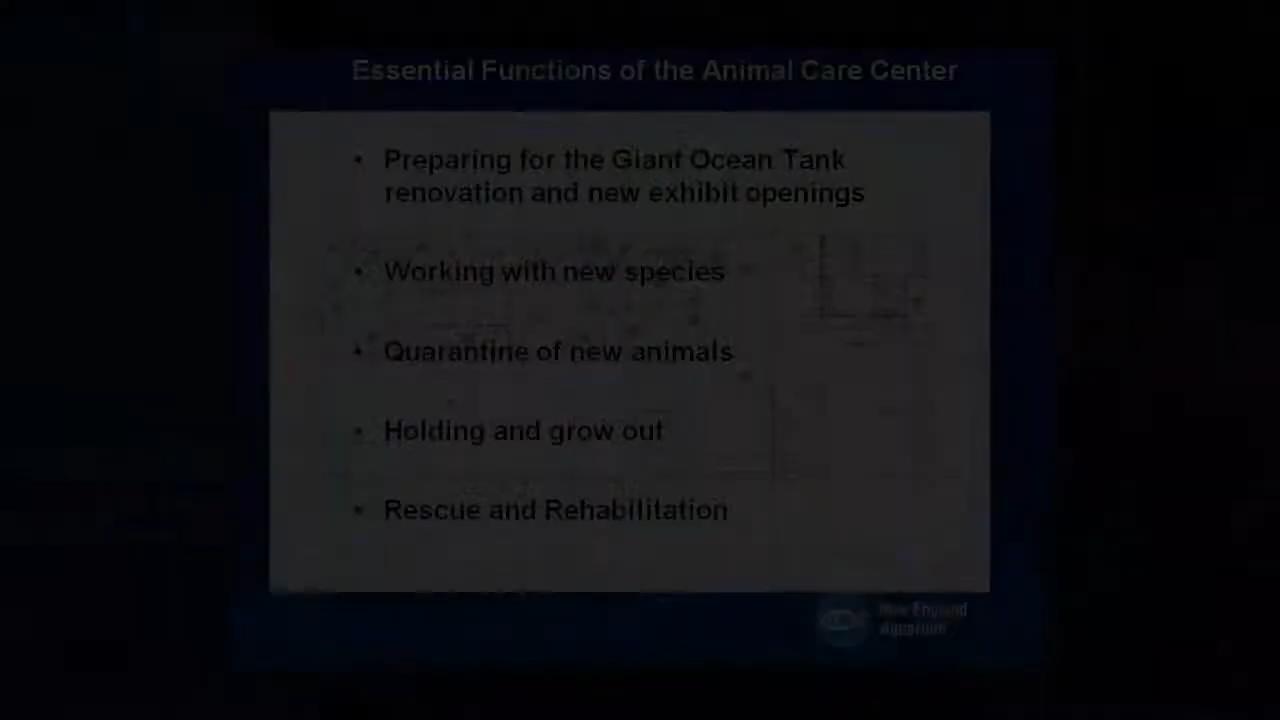 Essential Functions of the Animal Care Center
• Preparing for the Giant Ocean Tank
renovation and new exhibit openings
• Working with new species
• Quarantine of new animals
• Holding and grow out
• Rescue and Rehabilitation
New England
Aquarium